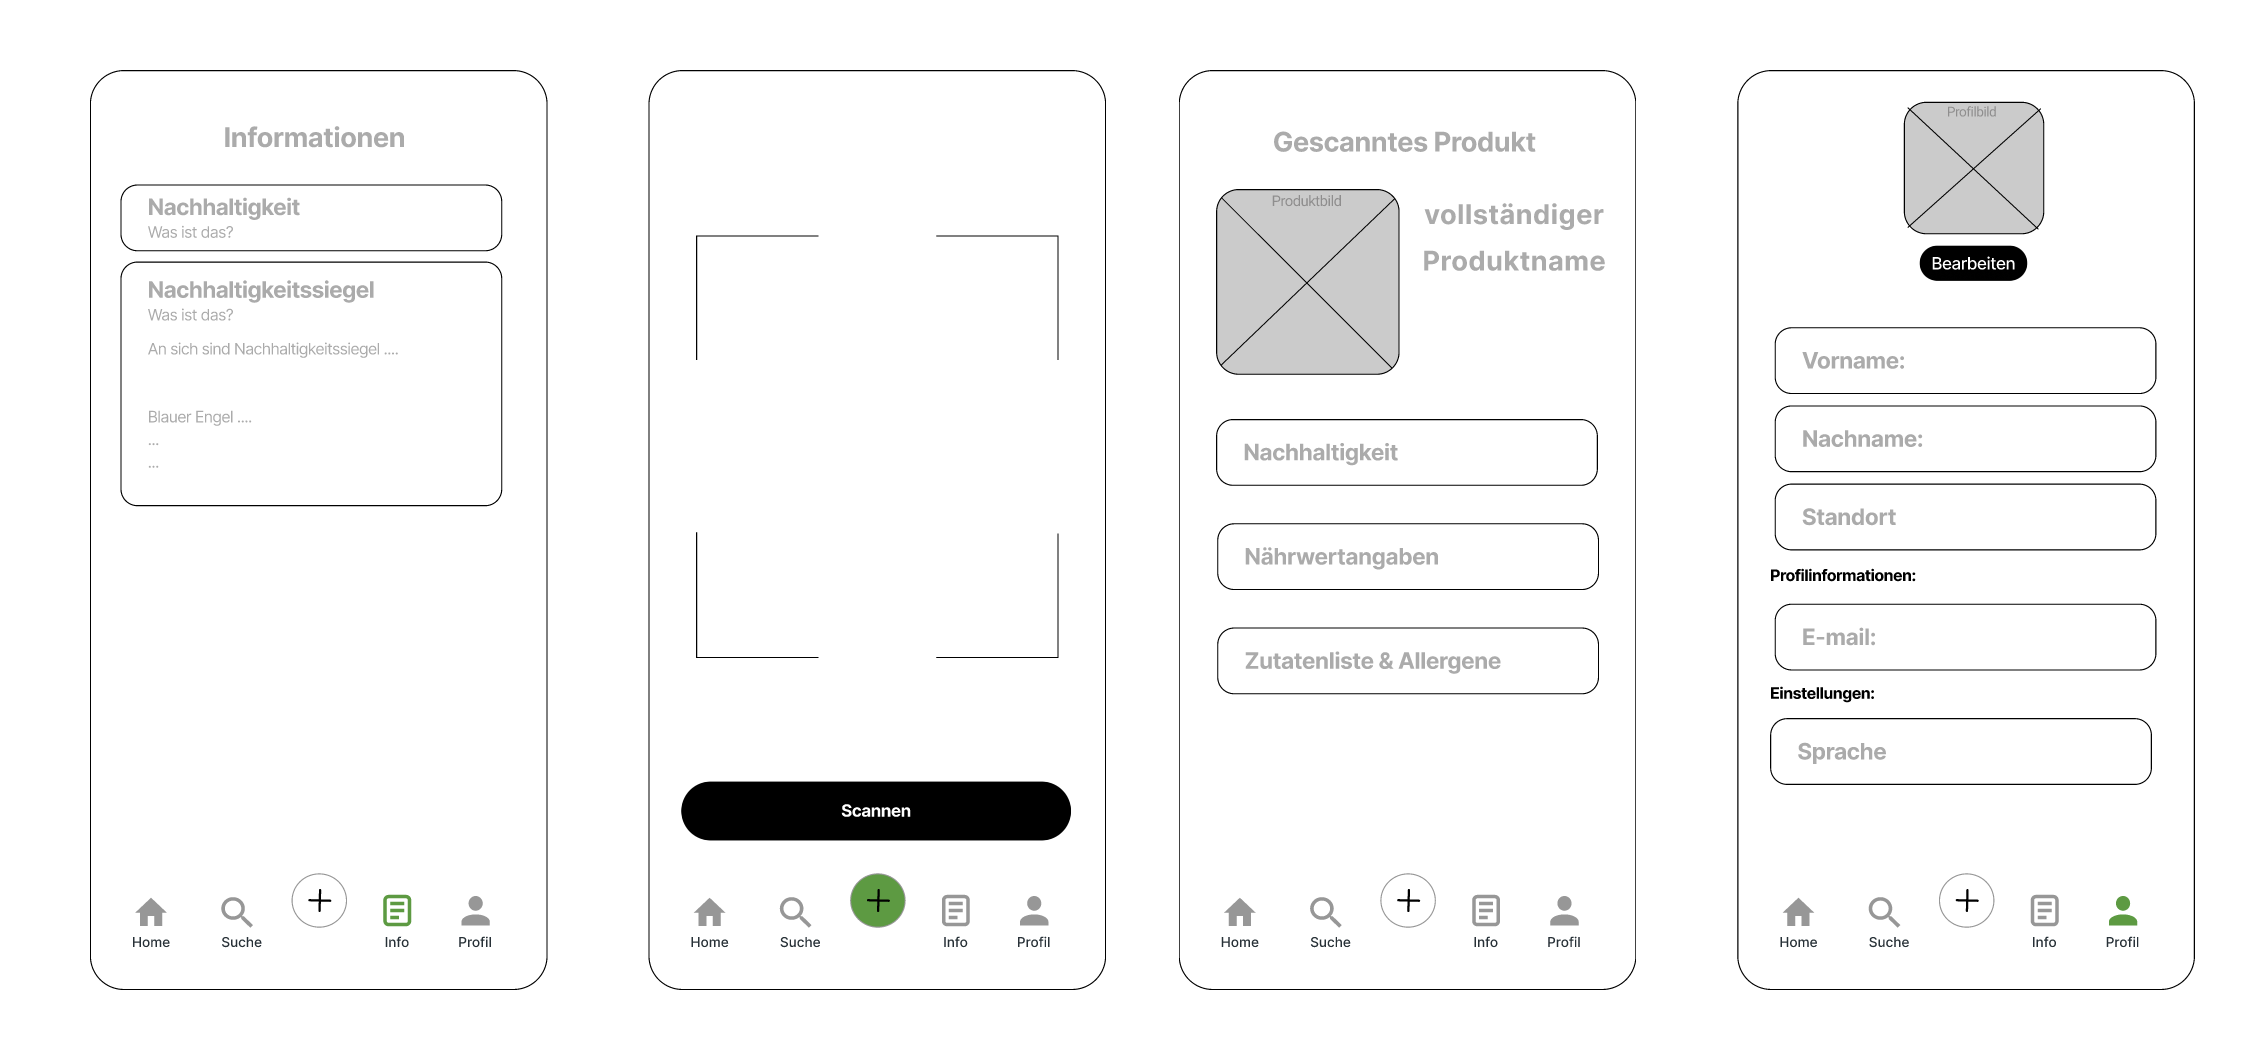 Informationen
Nachhaltigkeit
Was ist das?
Nachhaltigkeitssiegel
Was ist das?
An sich sind Nachhaltigkeitssiegel ....
Blauer Engel ....
...
...
Home Suche Info Profil
Scannen
Home Suche Info Profil
Gescanntes Produkt
Produktbild
vollständiger
Produktname
Nachhaltigkeit
Nährwertangaben
Zutatenliste & Allergene
Home Suche Info Profil
Profilbild
Bearbeiten
Vorname:
Nachname:
Standort
Profilinformationen:
E-mail:
Einstellungen:
Sprache
Home Suche Info Profil